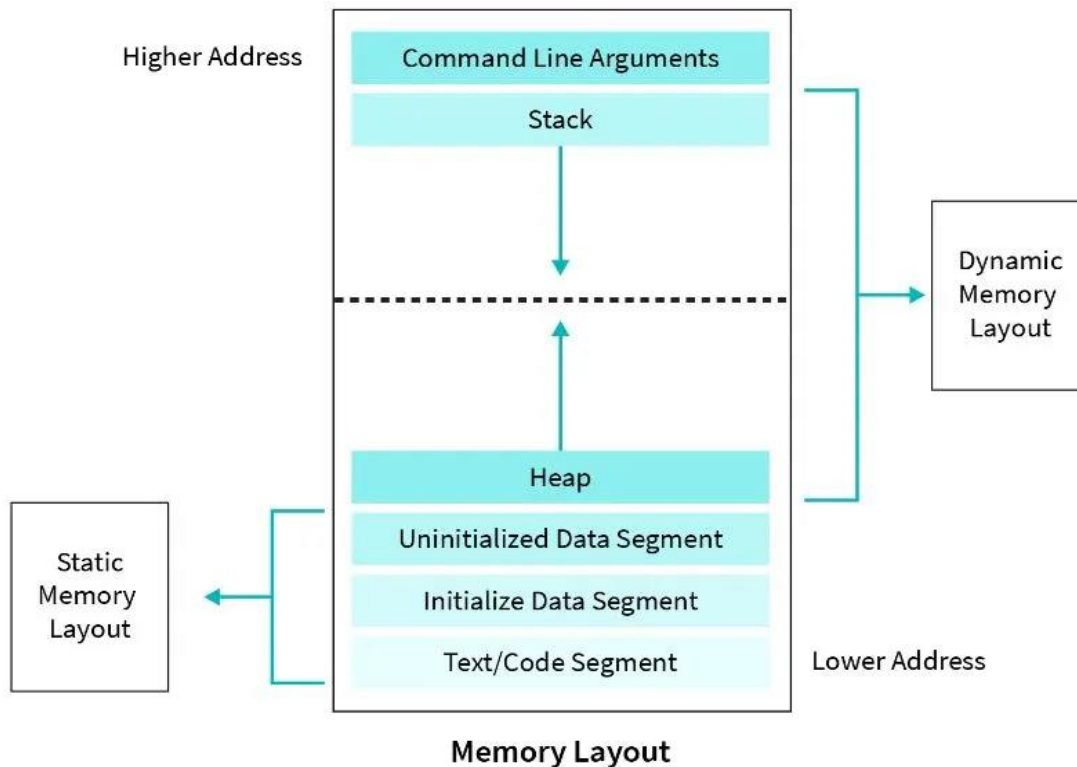 Higher Address
Command Line Arguments
Stack
Dynamic
Memory
Layout
Heap
Uninitialized Data Segment
Static
Memory
Layout
Initialize Data Segment
Text/Code Segment
Lower Address
Memory Layout